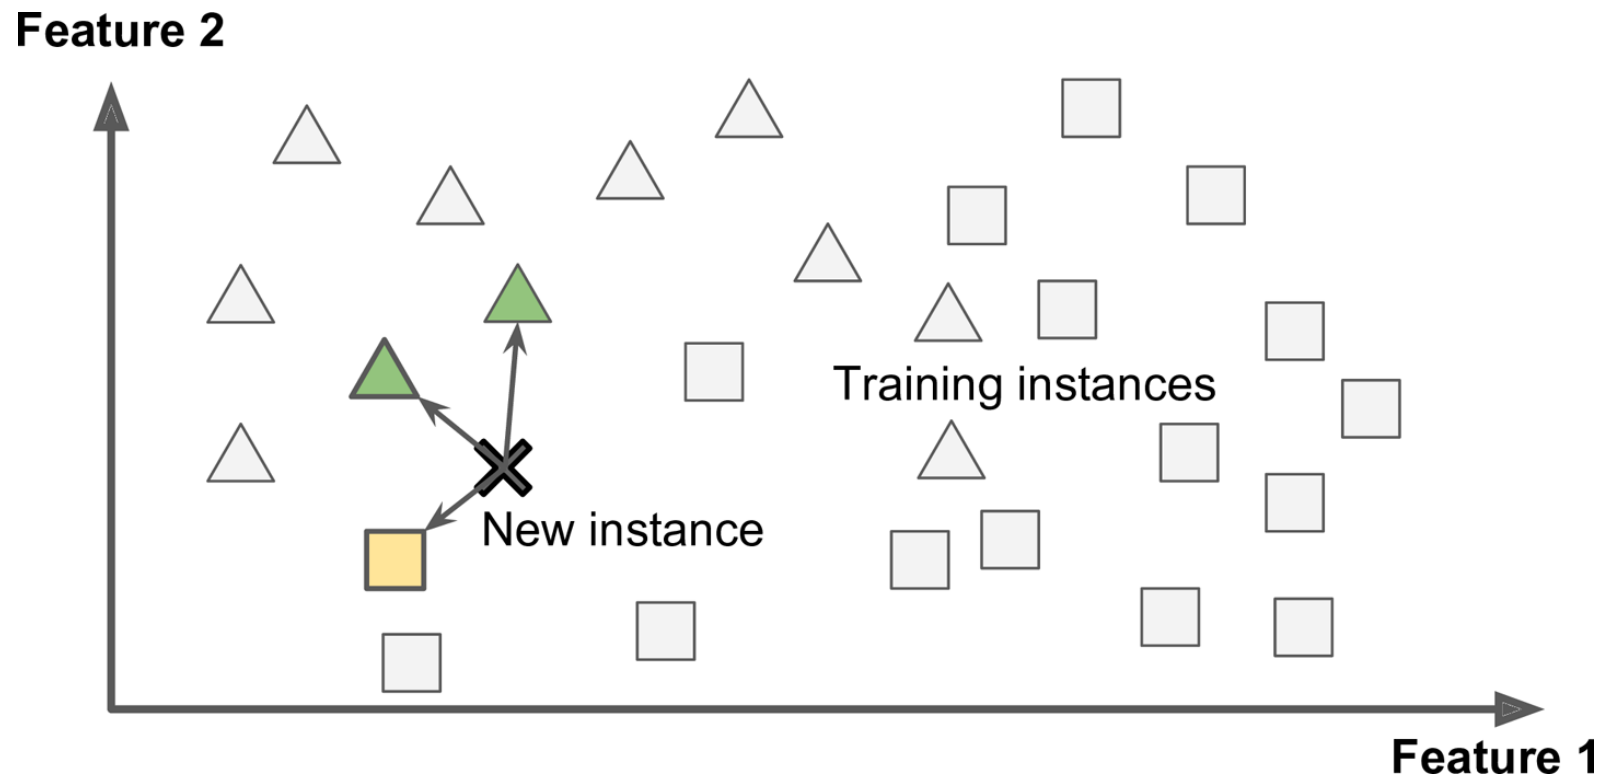 Feature 2
Training instances
New instance
Feature 1